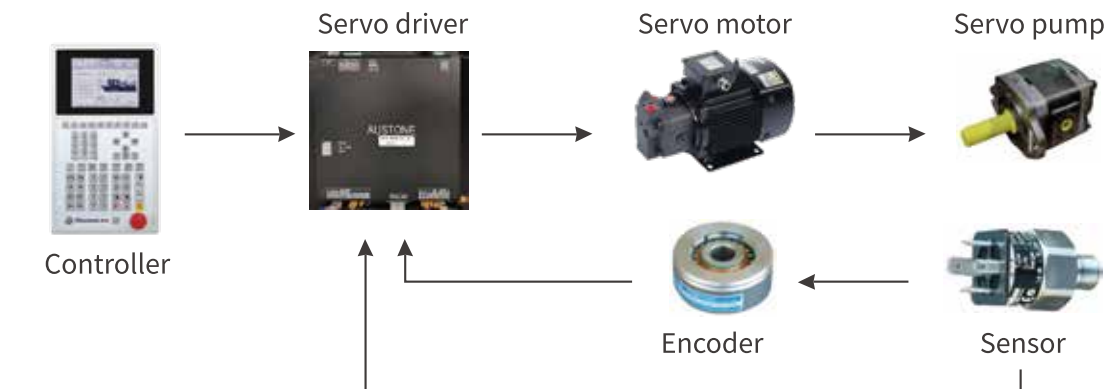 Servo driver
Servo motor
Servo pump
AUSTONE
Controller
Encoder
Sensor